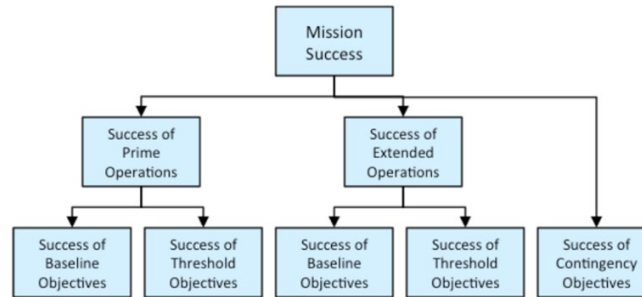 Mission
Success
Success of
Prime
Operations
Success of
Extended
Operations
Success of
Baseline
Objectives
Success of
Threshold
Objectives
Success of
Baseline
Objectives
Success of
Threshold
Objectives
Success of
Contingency
Objectives